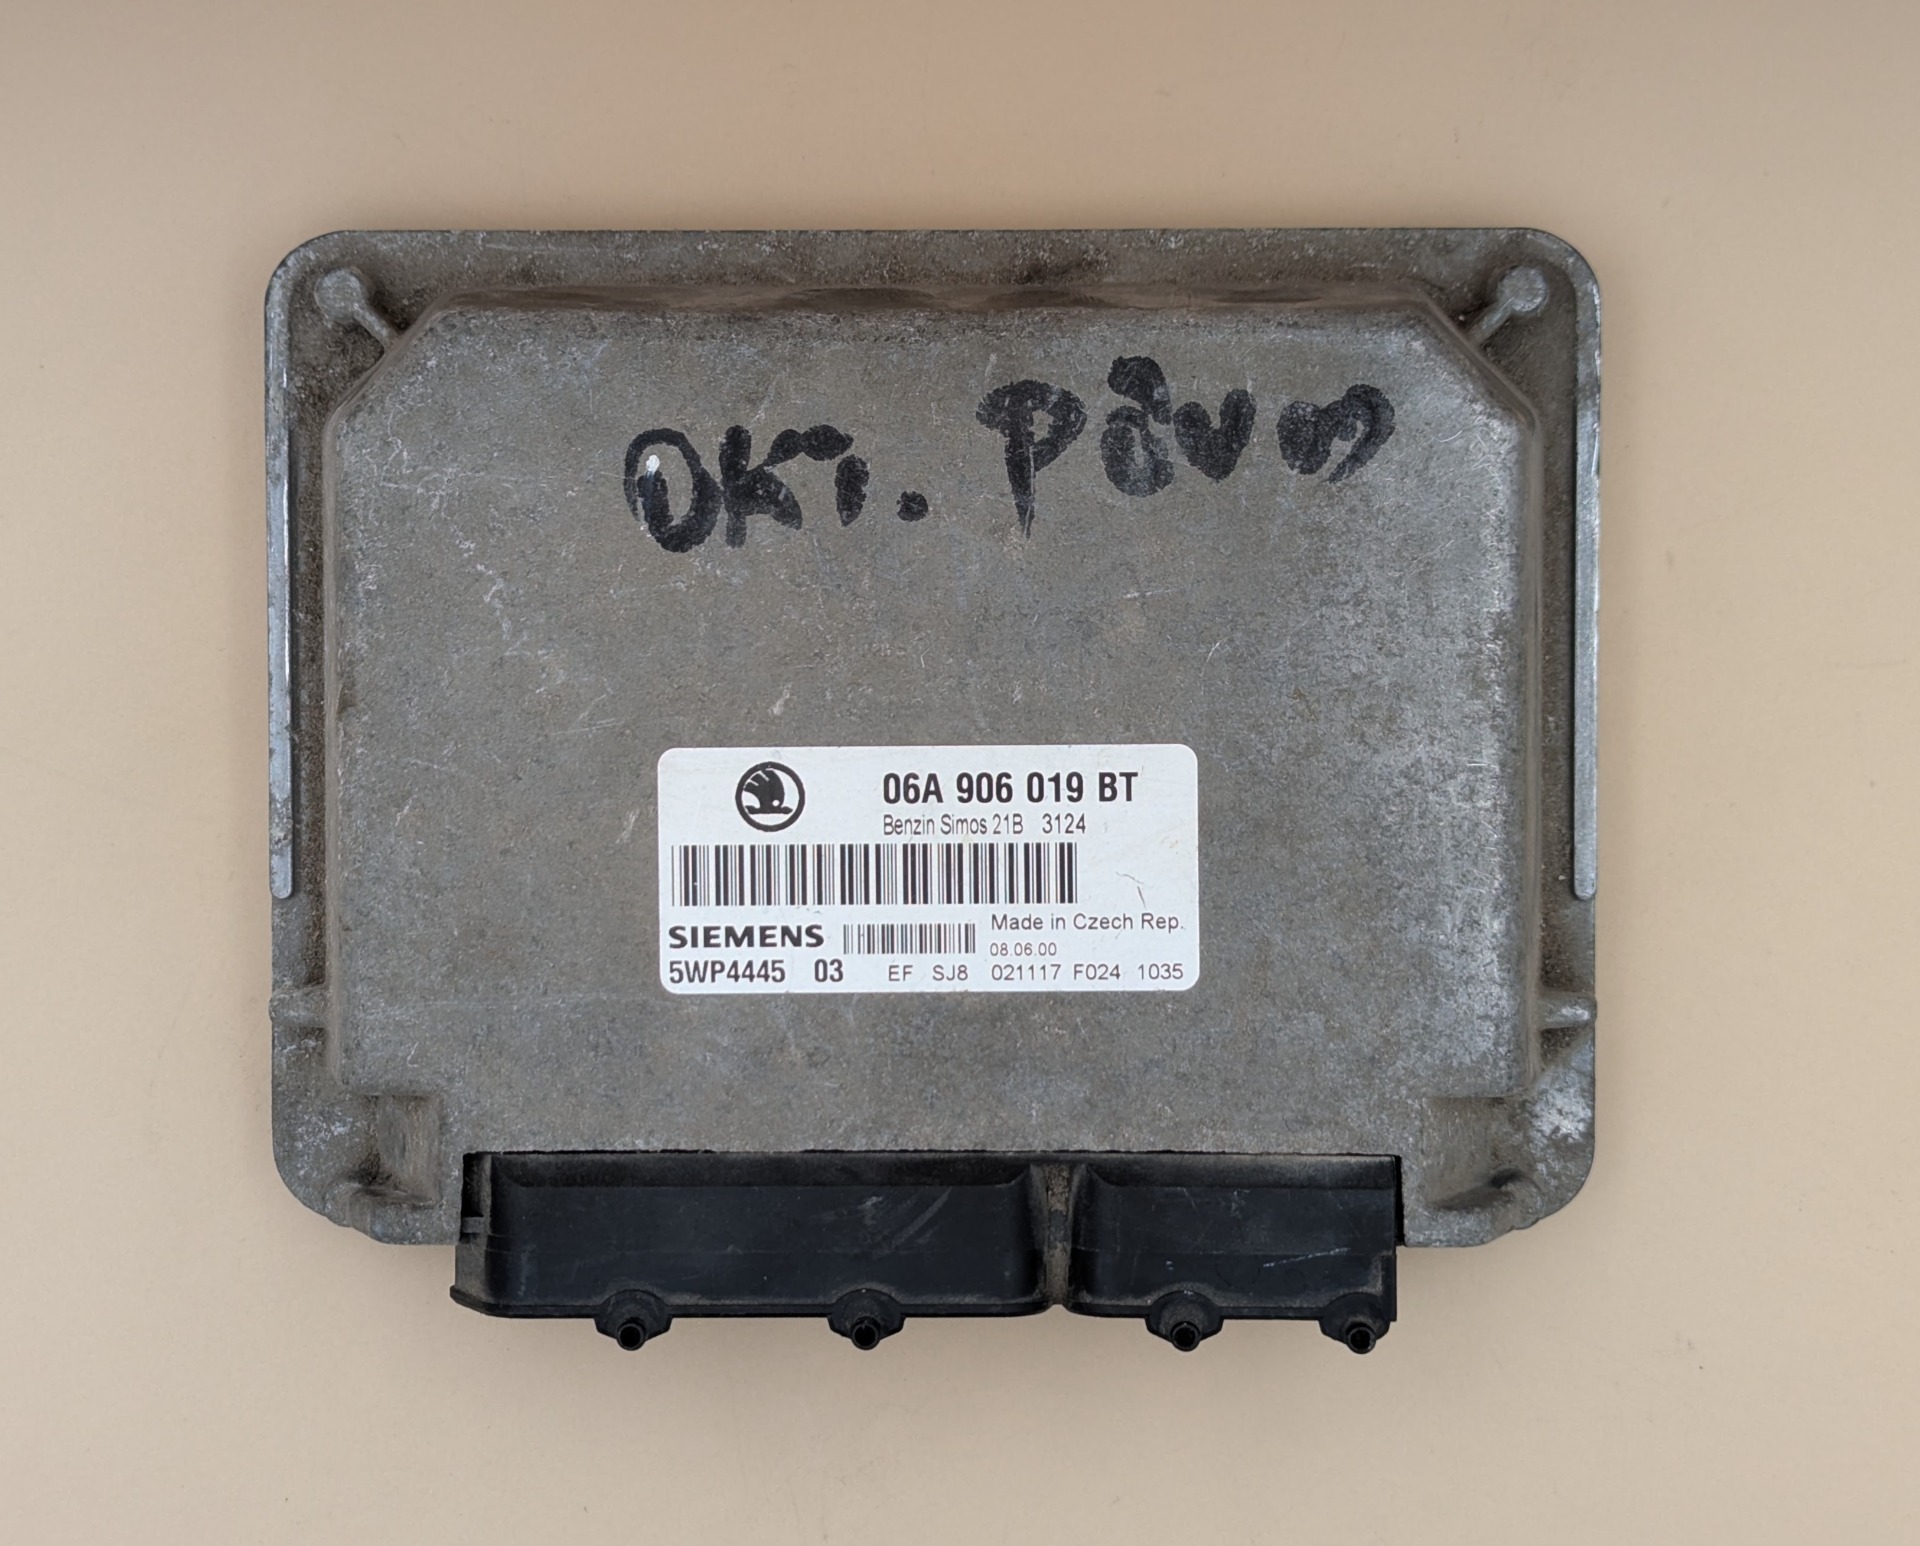 OKT.
06A 906 019 BT
Benzin Simos 21B 3124
SIEMENS
Made in Czech Rep.
08.06.00
5WP4445 03 EF SJ8 021117 F024 1035